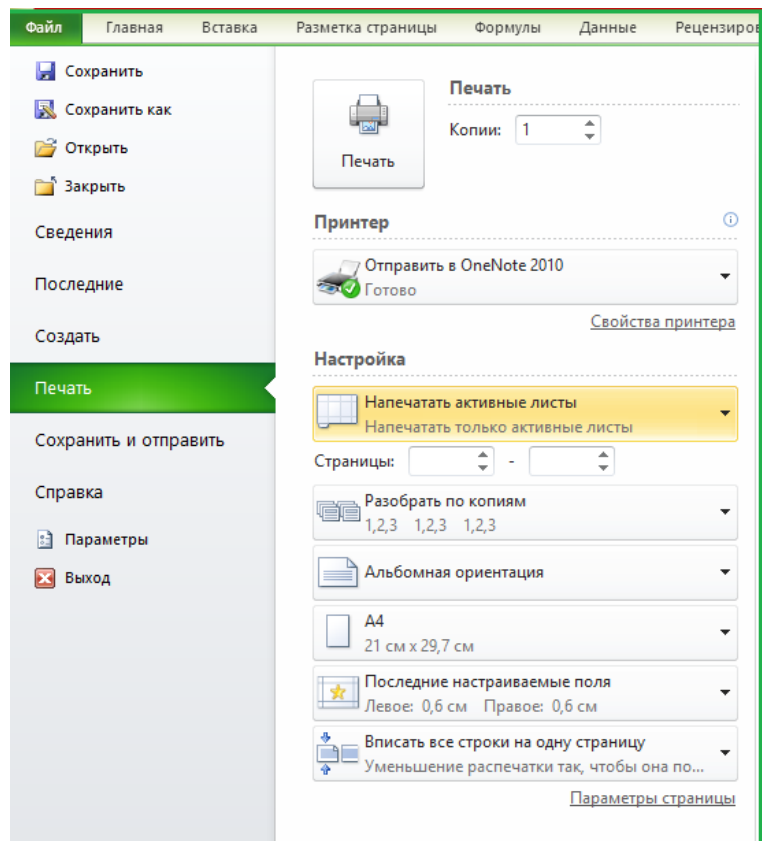 Файл Главная Вставка Разметка страницы Формулы Данные Рецензиров
Сохранить
Сохранить как
Открыть
Закрыть
Сведения
Последние
Создать
Печать
Сохранить и отправить
Справка
Параметры
Выход
Печать
Печать
Копии: 1
Принтер
Отправить в OneNote 2010
Готово
Свойства принтера
Настройка
Напечатать активные листы
Напечатать только активные листы
Страницы: -
Разобрать по копиям
1,2,3 1,2,3 1,2,3
Альбомная ориентация
A4
21 см x 29,7 см
Последние настраиваемые поля
Левое: 0,6 см Правое: 0,6 см
Вписать все строки на одну страницу
Уменьшение распечатки так, чтобы она по...
Параметры страницы